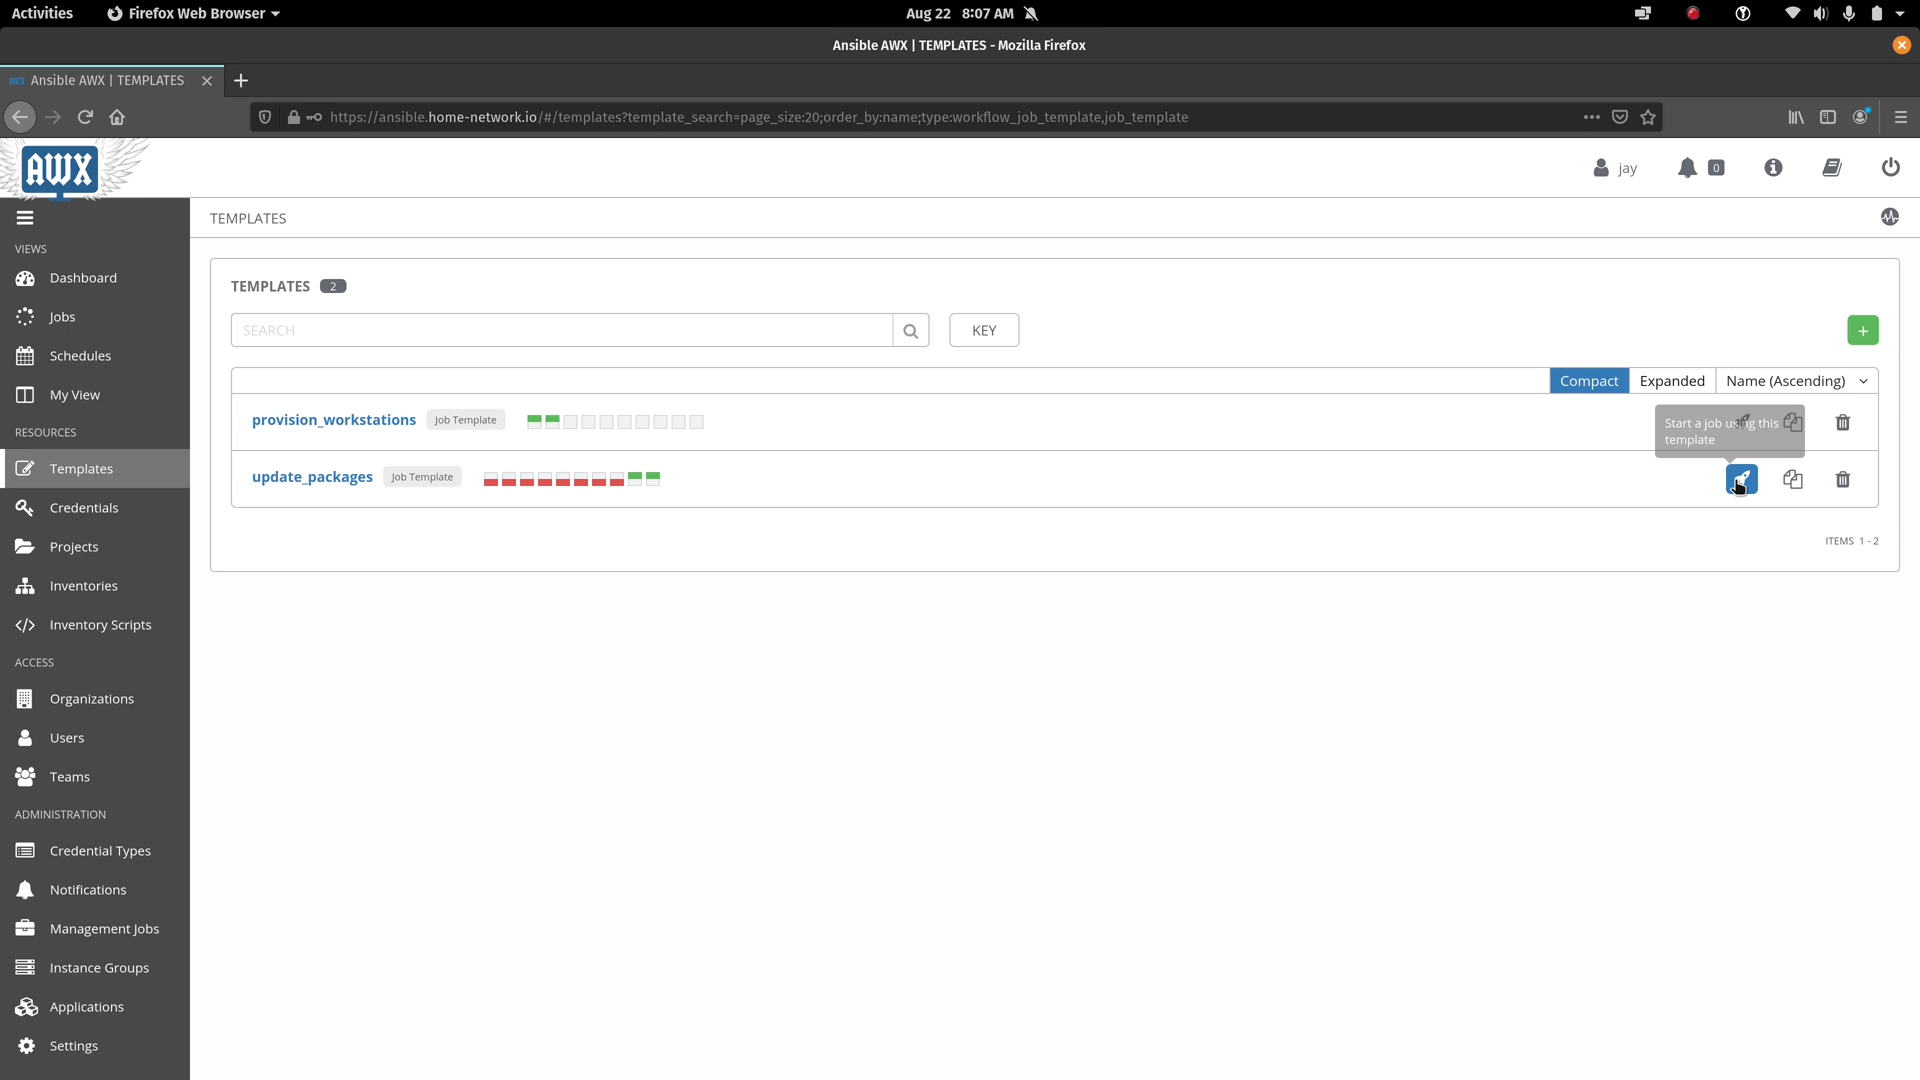 Activities Firefox Web Browser Aug 22 8:07 AM
Ansible AWX | TEMPLATES - Mozilla Firefox
AWX Ansible AWX | TEMPLATES
https://ansible.home-network.io/#/templates?template_search=page_size:20;order_by:name;type:workflow_job_template,job_template
AWX jay 0
TEMPLATES
VIEWS
Dashboard
Jobs
Schedules
My View
RESOURCES
Templates
Credentials
Projects
Inventories
Inventory Scripts
ACCESS
Organizations
Users
Teams
ADMINISTRATION
Credential Types
Notifications
Management Jobs
Instance Groups
Applications
Settings
TEMPLATES 2
SEARCH KEY +
Compact Expanded Name (Ascending)
provision_workstations Job Template
Start a job using this
template
update_packages Job Template
ITEMS 1 - 2